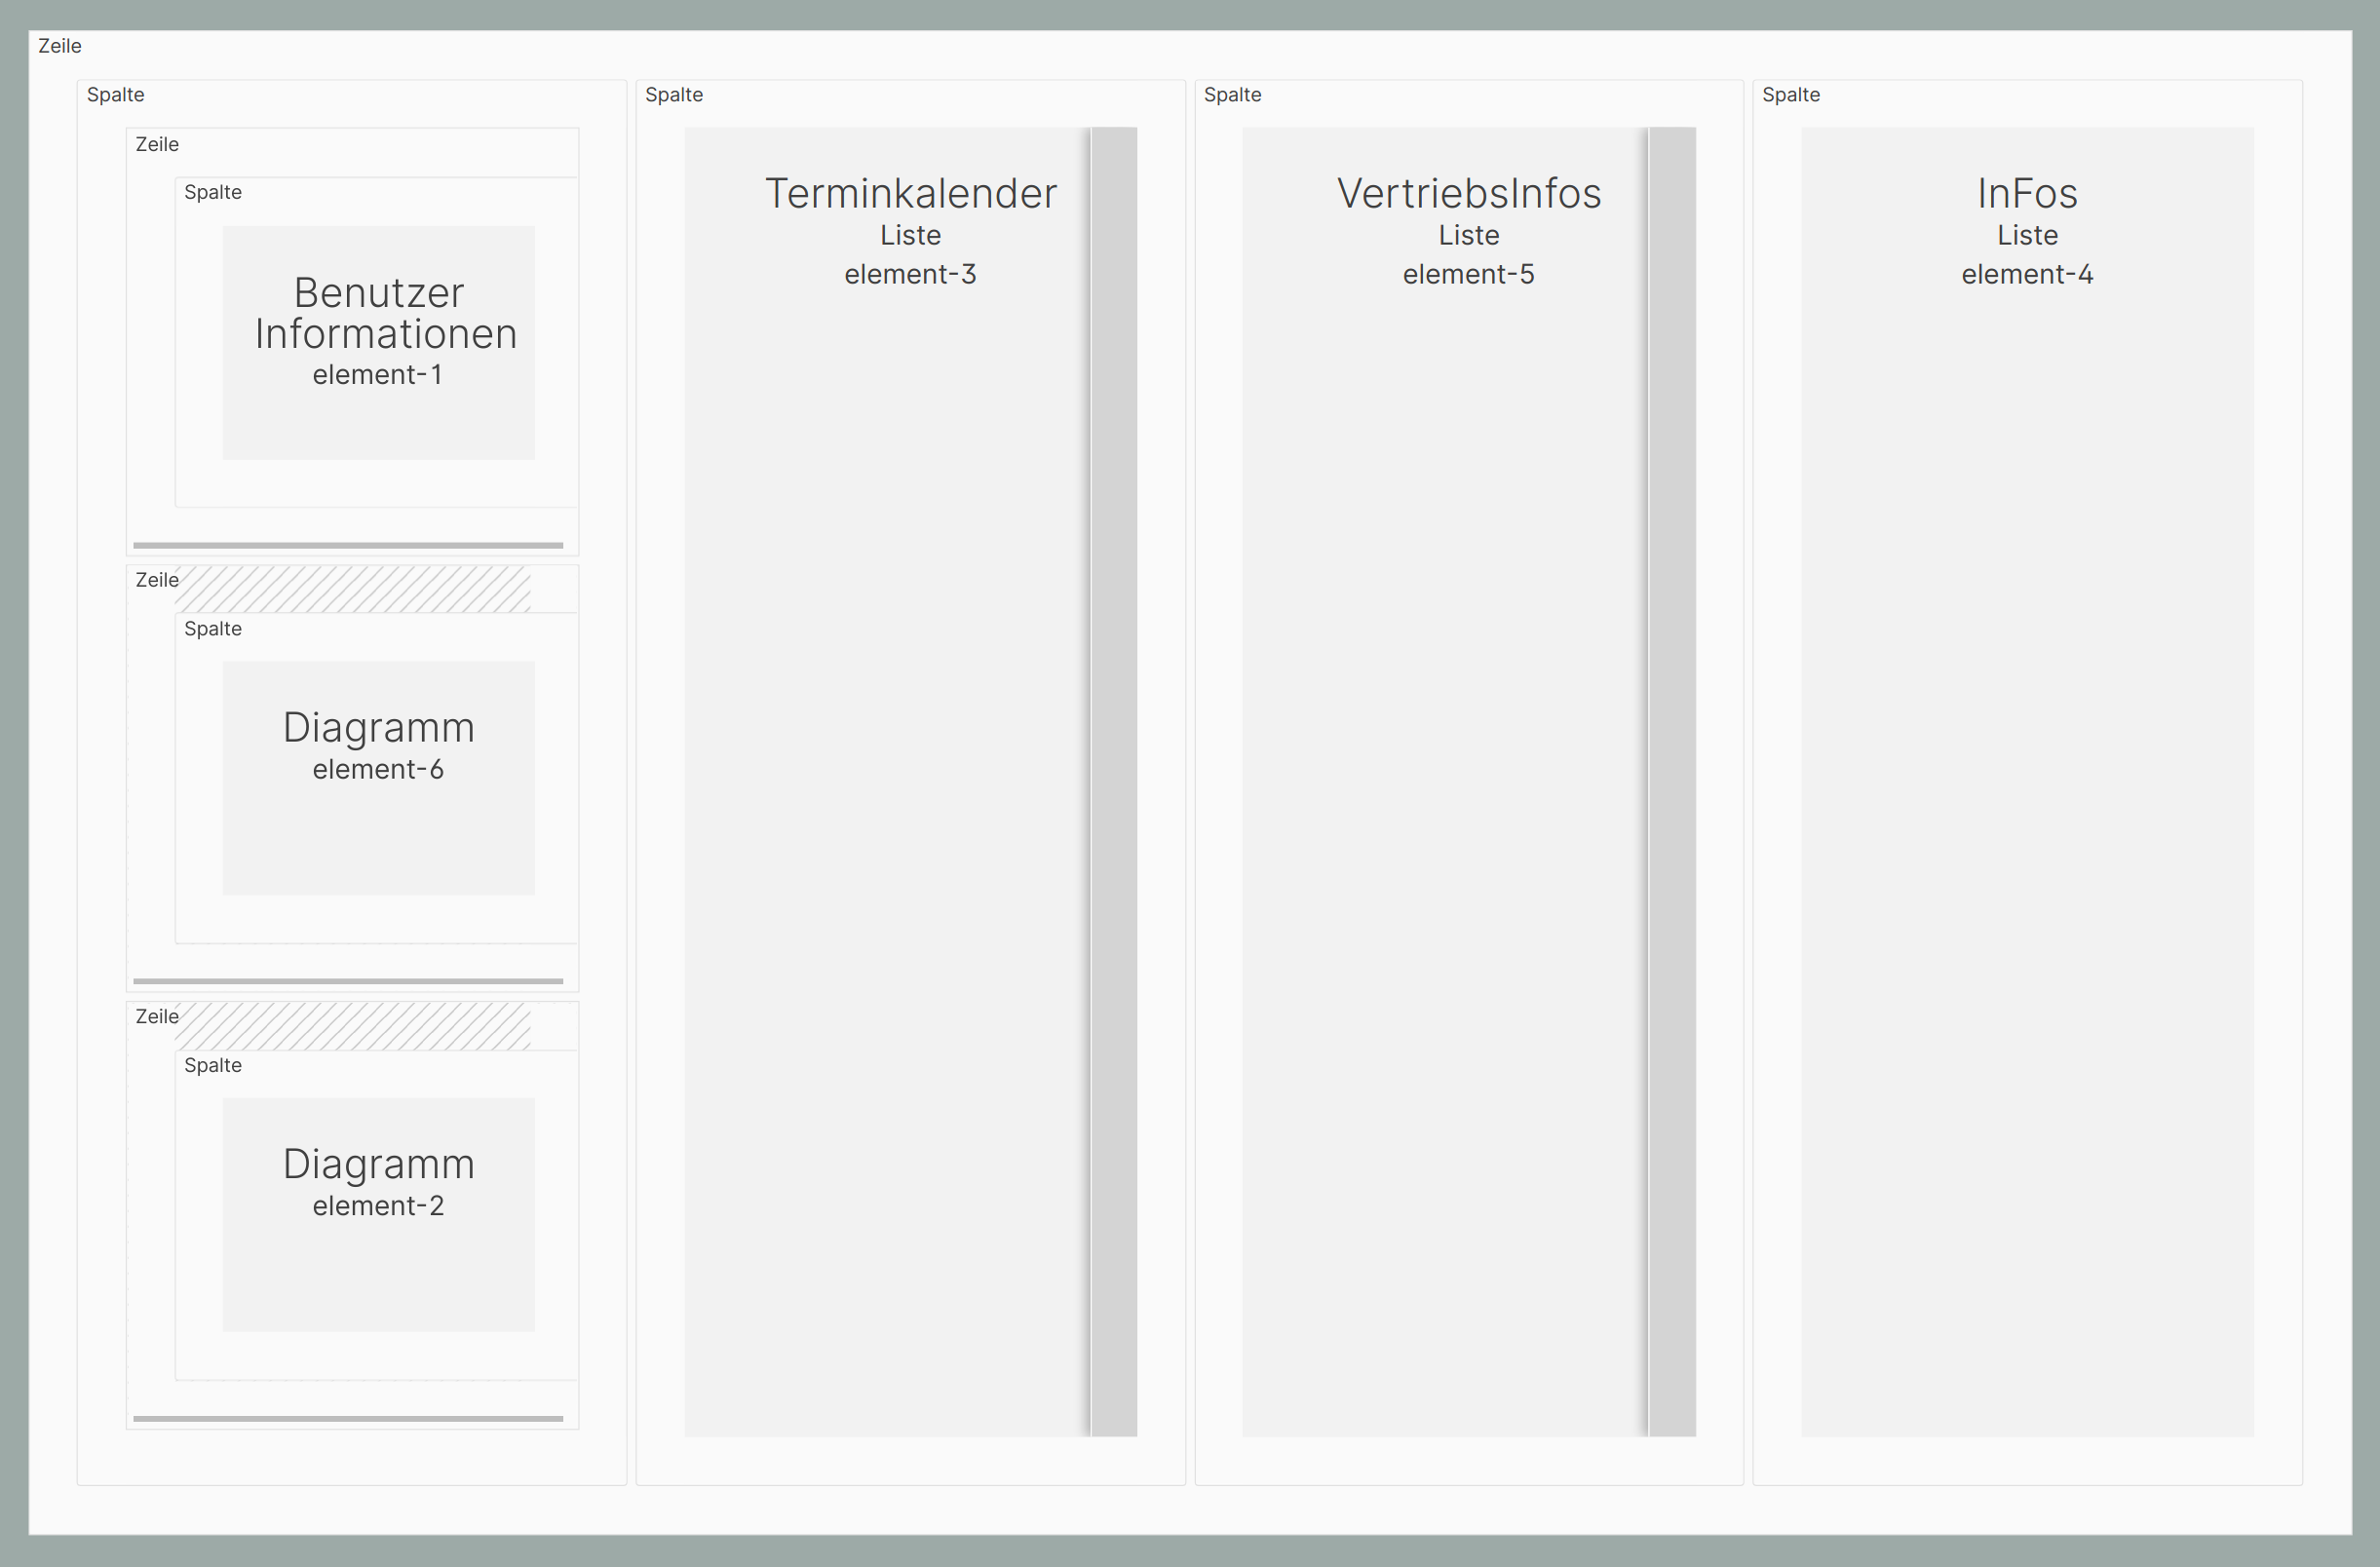 Zeile
Spalte
Zeile
Spalte
Benutzer
Informationen
element-1
Zeile
Spalte
Diagramm
element-6
Zeile
Spalte
Diagramm
element-2
Spalte
Terminkalender
Liste
element-3
Spalte
VertriebsInfos
Liste
element-5
Spalte
InFos
Liste
element-4